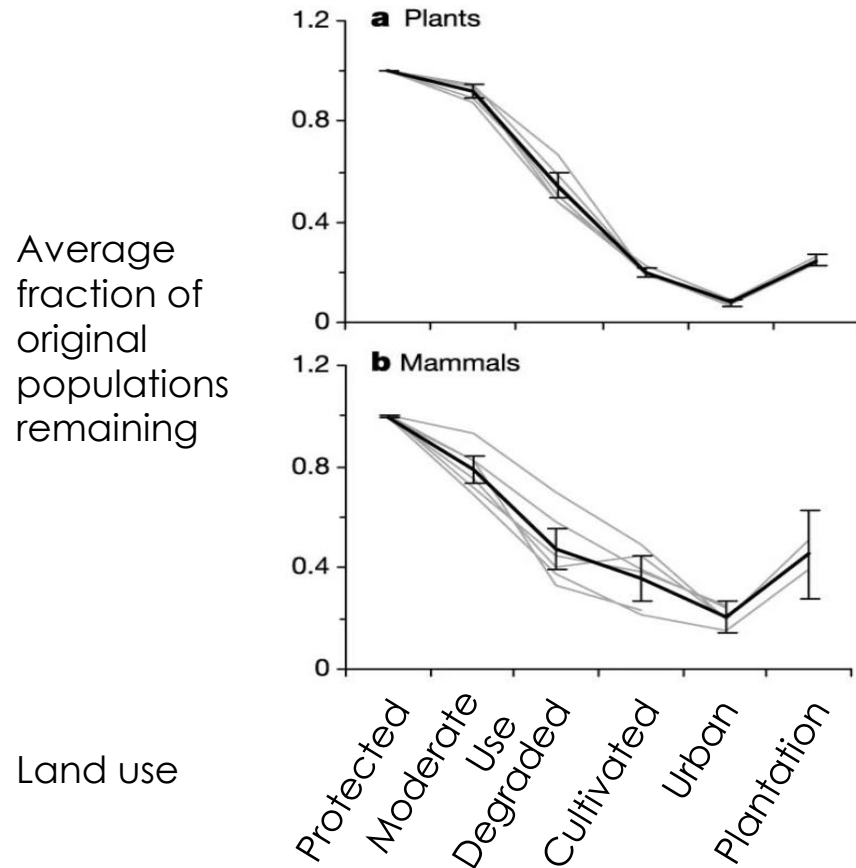 1.2
a Plants
0.8
0.4
0
Average
fraction of
original
populations
remaining
1.2
b Mammals
0.8
0.4
0
Land use
Protected
Moderate
Use
Degraded
Cultivated
Urban
Plantation